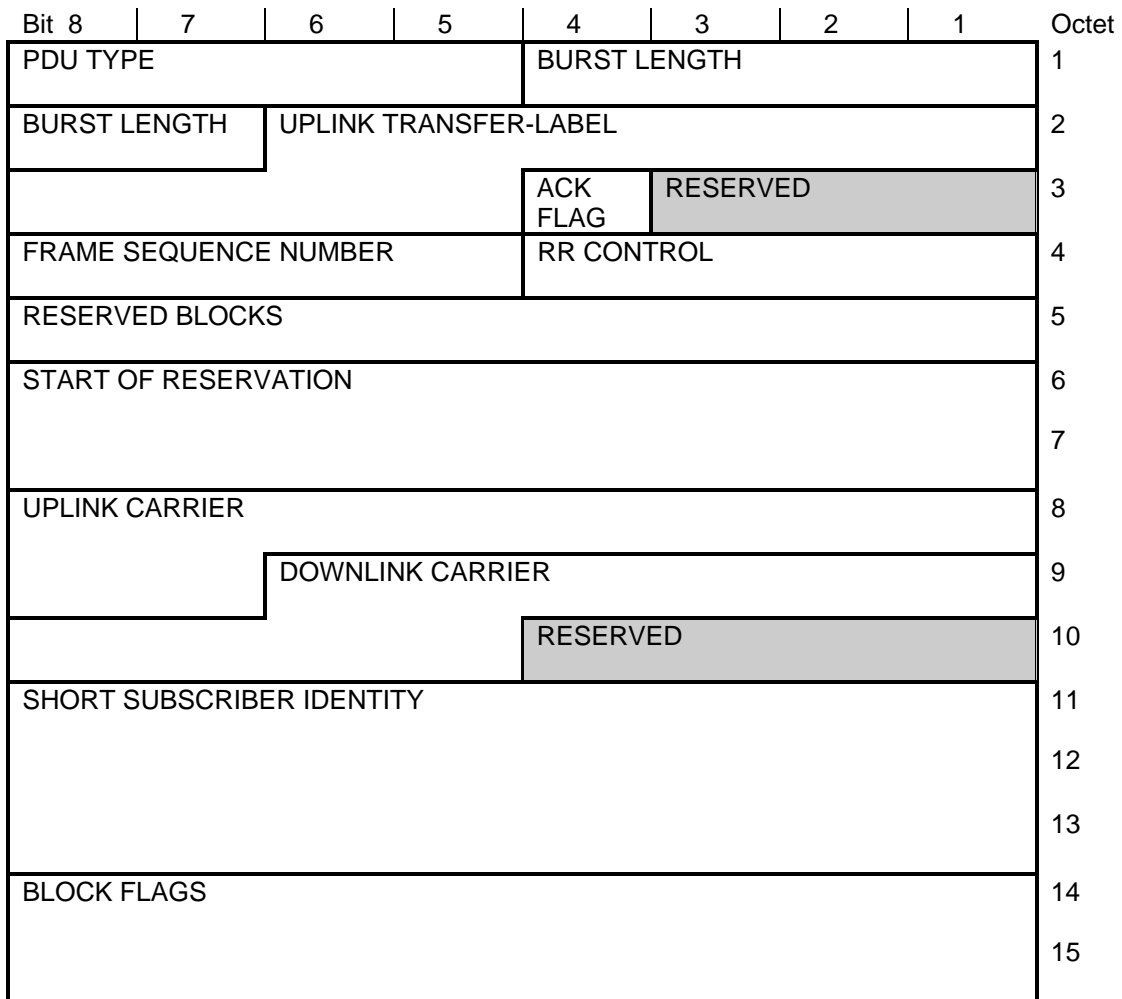 Bit 8 7 6 5 4 3 2 1 Octet
PDU TYPE BURST LENGTH 1
BURST LENGTH UPLINK TRANSFER-LABEL 2
ACK RESERVED 3
FLAG
FRAME SEQUENCE NUMBER RR CONTROL 4
RESERVED BLOCKS 5
START OF RESERVATION 6
7
UPLINK CARRIER 8
DOWNLINK CARRIER 9
RESERVED 10
SHORT SUBSCRIBER IDENTITY 11
12
13
BLOCK FLAGS 14
15